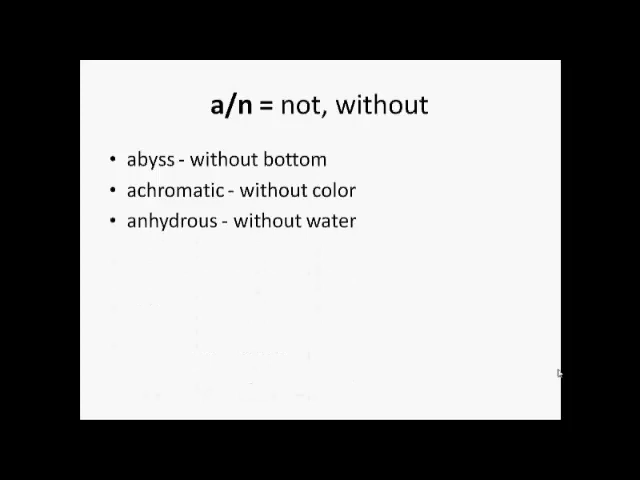 a/n = not, without
• abyss - without bottom
• achromatic - without color
• anhydrous - without water